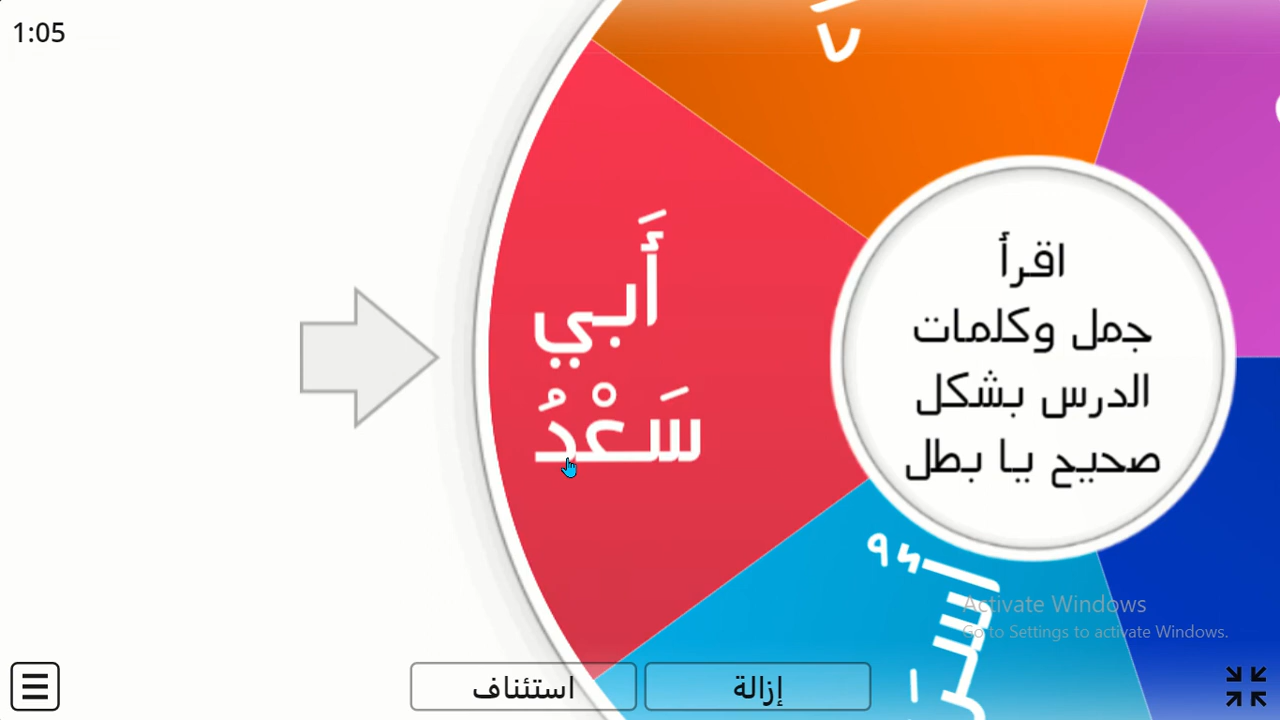 1:05
أَبي
سَعْدُ
اقرأ
جمل وكلمات
الدرس بشكل
صحيح يا بطل
Activate Windows
Go to Settings to activate Windows.
استئناف
إزالة